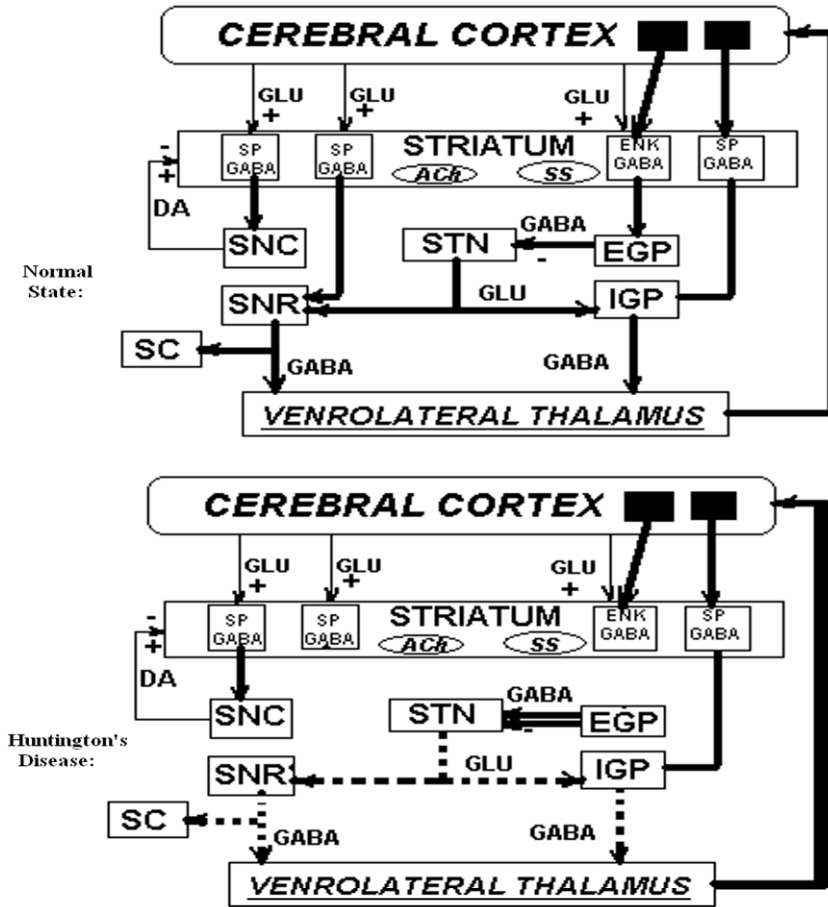 CEREBRAL CORTEX
GLU
+
GLU
+
GLU
+
-
+
SP
GABA
SP
GABA
STRIATUM
ACh
SS
ENK
GABA
SP
GABA
DA
SNC
STN
GABA
-
EGP
Normal
State:
SNR
GLU
IGP
SC
GABA
GABA
VENROLATERAL THALAMUS
CEREBRAL CORTEX
GLU
+
GLU
+
GLU
+
-
+
SP
GABA
SP
GABA
STRIATUM
ACh
SS
ENK
GABA
SP
GABA
DA
SNC
STN
GABA
-
EGP
Huntington's
Disease:
SNR
GLU
IGP
SC
GABA
GABA
VENROLATERAL THALAMUS